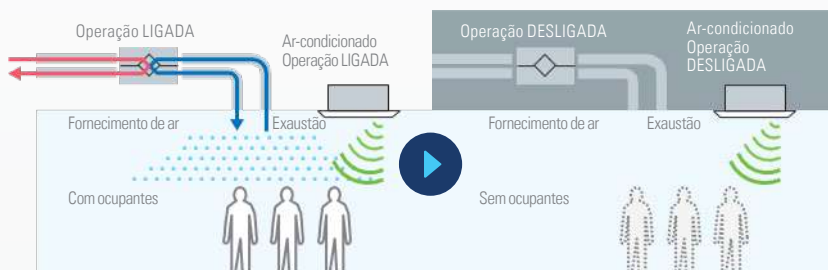 Operação LIGADA
Ar-condicionado
Operação LIGADA
Fornecimento de ar
Exaustão
Com ocupantes
Operação DESLIGADA
Ar-condicionado
Operação
DESLIGADA
Fornecimento de ar
Exaustão
Sem ocupantes